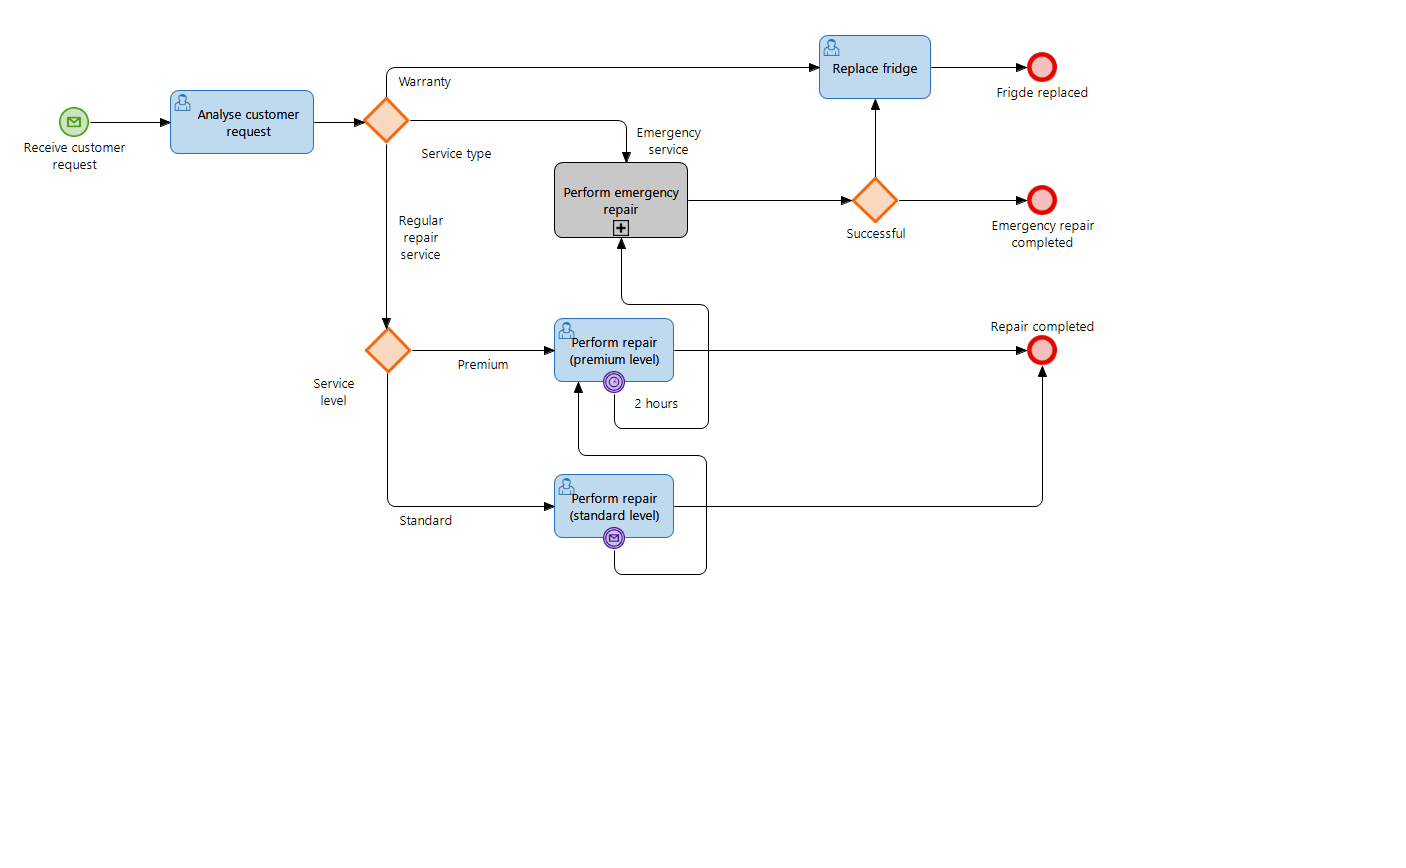 Receive customer
request
Analyse customer
request
Warranty
Service type
Emergency
service
Replace fridge
Frigde replaced
Perform emergency
repair
Successful
Emergency repair
completed
Regular
repair
service
Service
level
Premium
Perform repair
(premium level)
2 hours
Repair completed
Standard
Perform repair
(standard level)